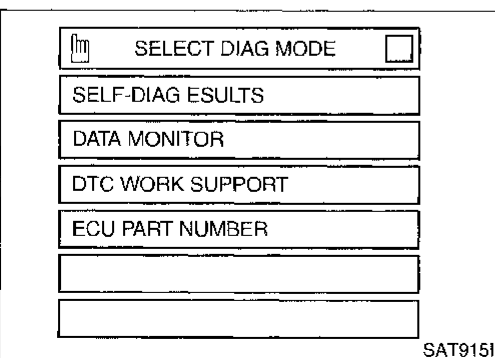 SELECT DIAG MODE
SELF-DIAG ESULTS
DATA MONITOR
DTC WORK SUPPORT
ECU PART NUMBER
SAT915I